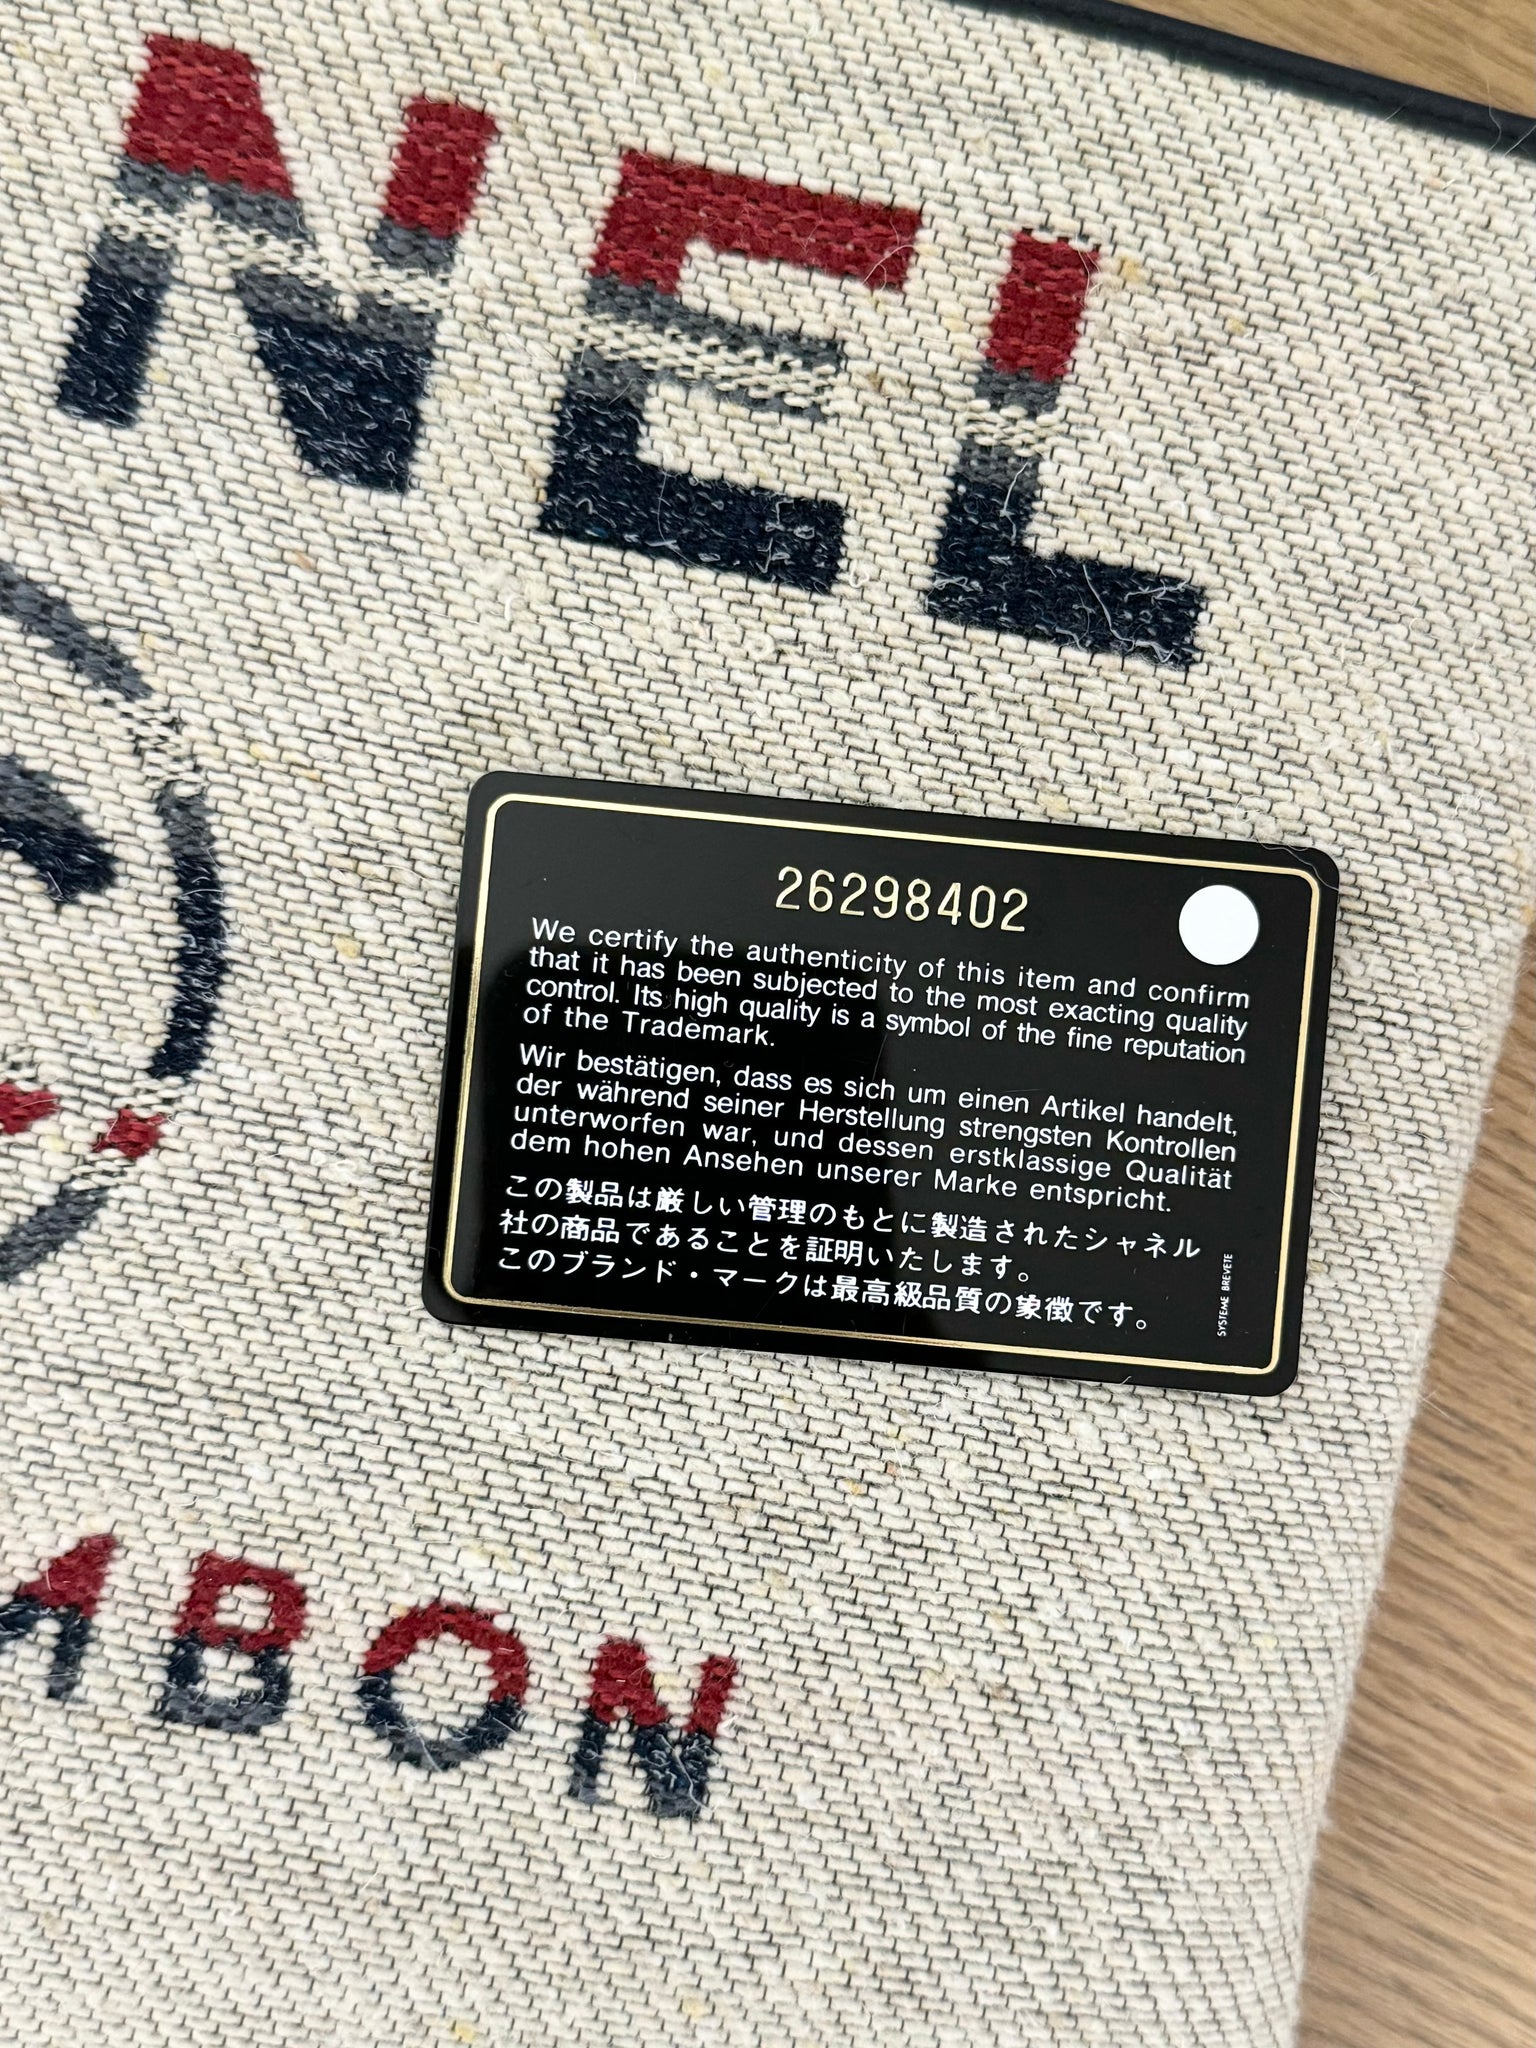 NEL
26298402
We certify the authenticity of this item and confirm
that it has been subjected to the most exacting quality
control. Its high quality is a symbol of the fine reputation
of the Trademark.
Wir bestätigen, dass es sich um einen Artikel handelt,
der während seiner Herstellung strengsten Kontrollen
unterworfen war, und dessen erstklassige Qualität
dem hohen Ansehen unserer Marke entspricht.
この製品は厳しい管理のもとに製造されたシャネル
社の商品であることを証明いたします。
このブランド・マークは最高級品質の象徴です。
SYSTEME BREVETE
ABON